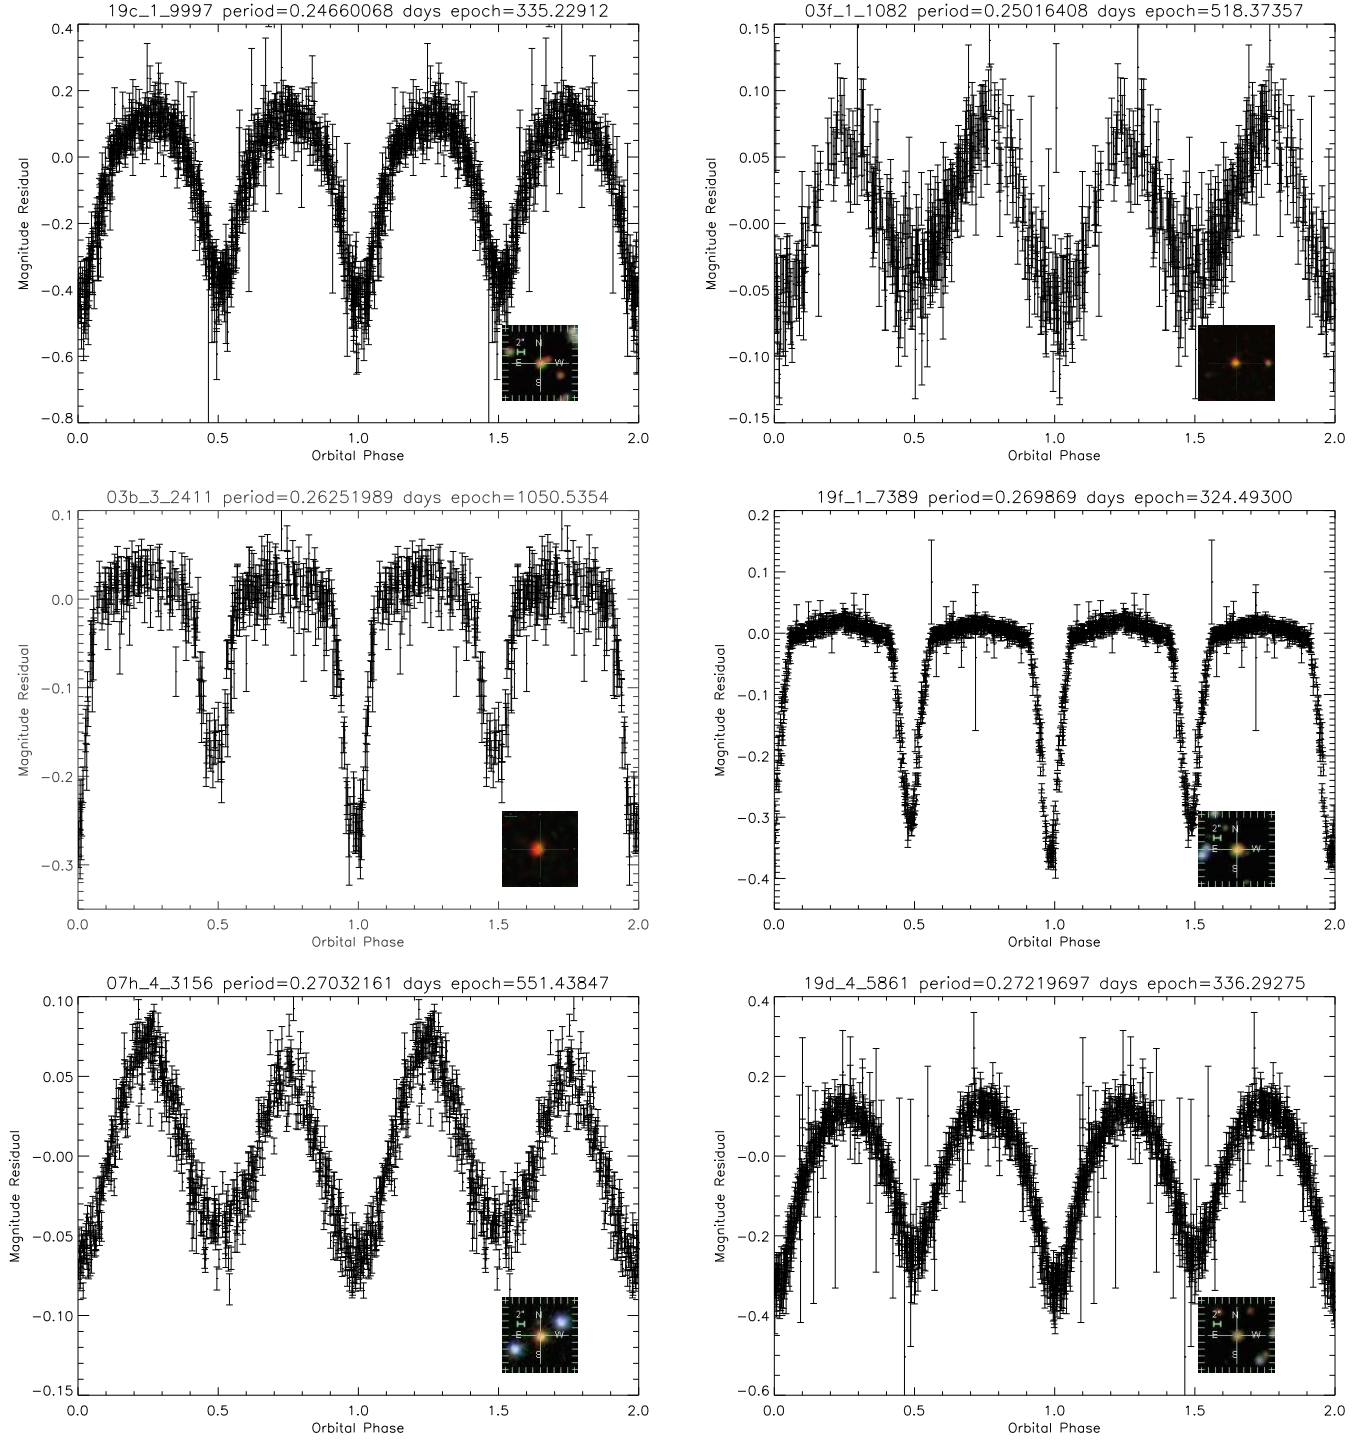 19c_1_9997 period=0.24660068 days epoch=335.22912
0.4
0.2
0.0
−0.2
−0.4
−0.6
−0.8
Magnitude Residual
2" N
E W
S
0.0 0.5 1.0 1.5 2.0
Orbital Phase
03f_1_1082 period=0.25016408 days epoch=518.37357
0.15
0.10
0.05
−0.00
−0.05
−0.10
−0.15
Magnitude Residual
0.0 0.5 1.0 1.5 2.0
Orbital Phase
03b_3_2411 period=0.26251989 days epoch=1050.5354
0.1
0.0
−0.1
−0.2
−0.3
Magnitude Residual
0.0 0.5 1.0 1.5 2.0
Orbital Phase
19f_1_7389 period=0.269869 days epoch=324.49300
0.2
0.1
0.0
−0.1
−0.2
−0.3
−0.4
Magnitude Residual
2" N
E W
S
0.0 0.5 1.0 1.5 2.0
Orbital Phase
07h_4_3156 period=0.27032161 days epoch=551.43847
0.10
0.05
−0.00
−0.05
−0.10
−0.15
Magnitude Residual
2" N
E W
S
0.0 0.5 1.0 1.5 2.0
Orbital Phase
19d_4_5861 period=0.27219697 days epoch=336.29275
0.4
0.2
−0.0
−0.2
−0.4
−0.6
Magnitude Residual
2" N
E W
S
0.0 0.5 1.0 1.5 2.0
Orbital Phase